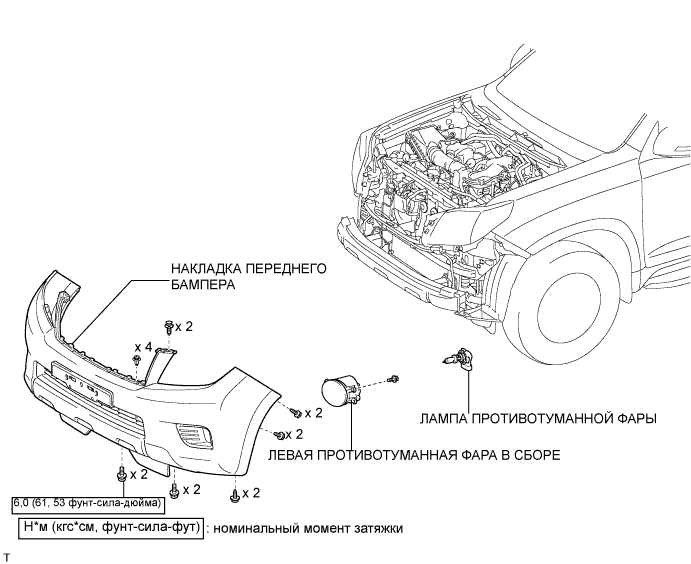 НАКЛАДКА ПЕРЕДНЕГО
БАМПЕРА
x 2
x 4
x 2
x 2
ЛАМПА ПРОТИВОТУМАННОЙ ФАРЫ
ЛЕВАЯ ПРОТИВОТУМАННАЯ ФАРА В СБОРЕ
x 2
x 2
x 2
6,0 (61, 53 фунт-сила-дюйма)
Н*м (кгс*см, фунт-сила-фут) : номинальный момент затяжки
T